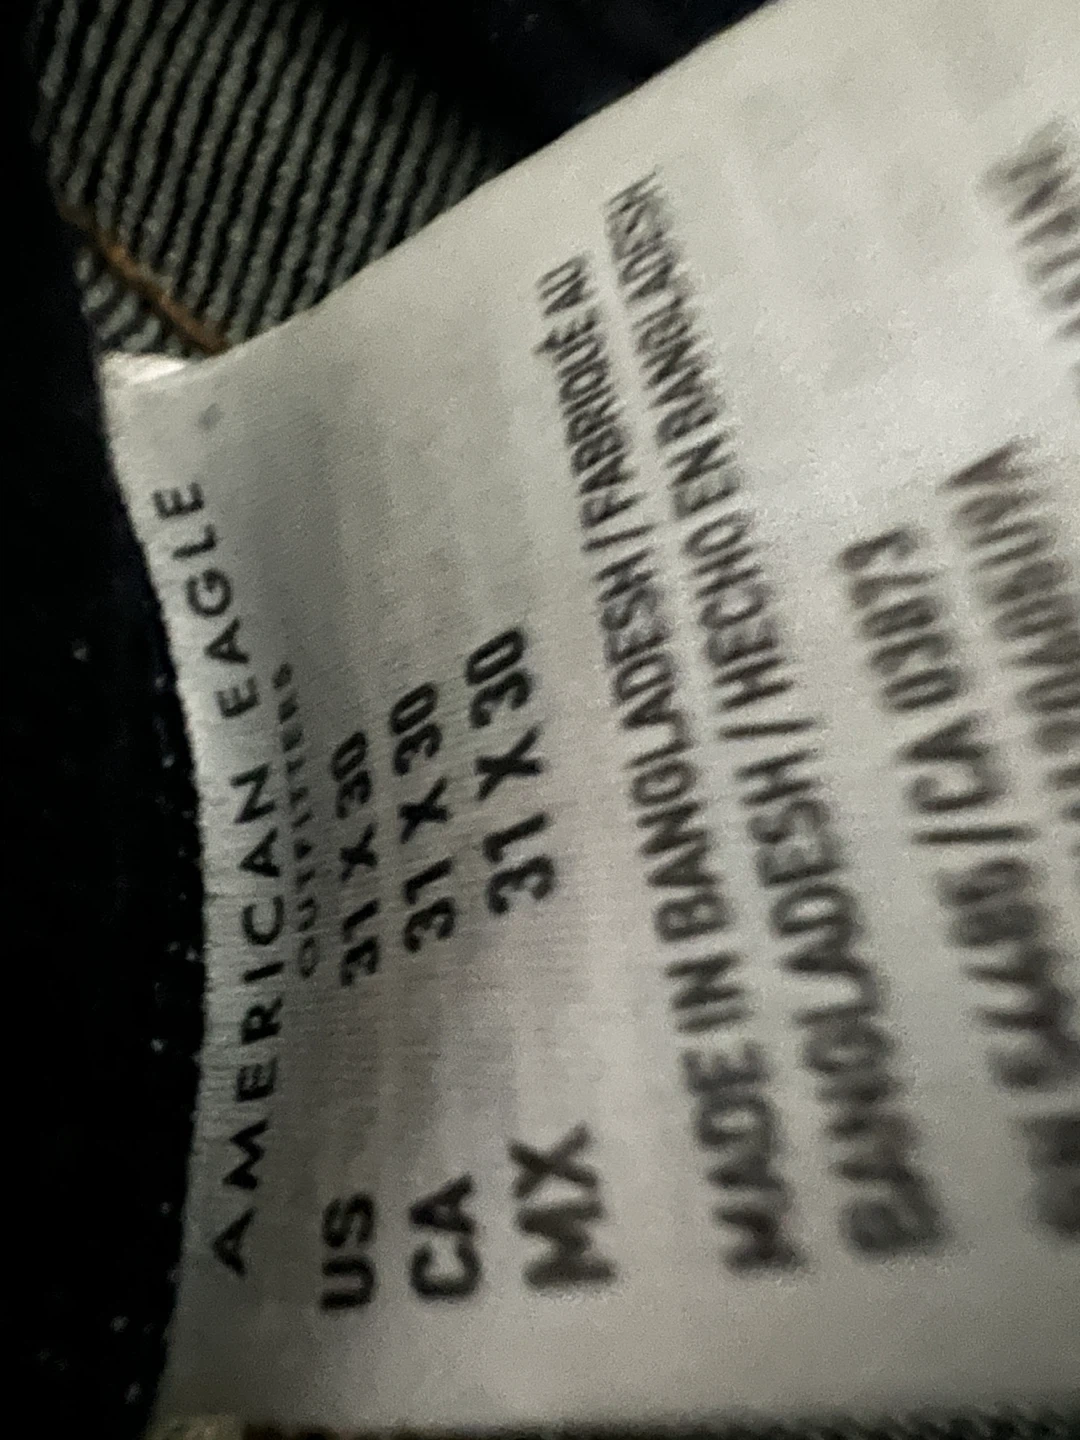 AMERICAN EAGLE
OUTFITTERS
US 31 X 30
CA 31 X 30
MX 31 X 30
MADE IN BANGLADESH / FABRIQUÉ AU
BANGLADESH / HECHO EN BANGLADESH
/ CA